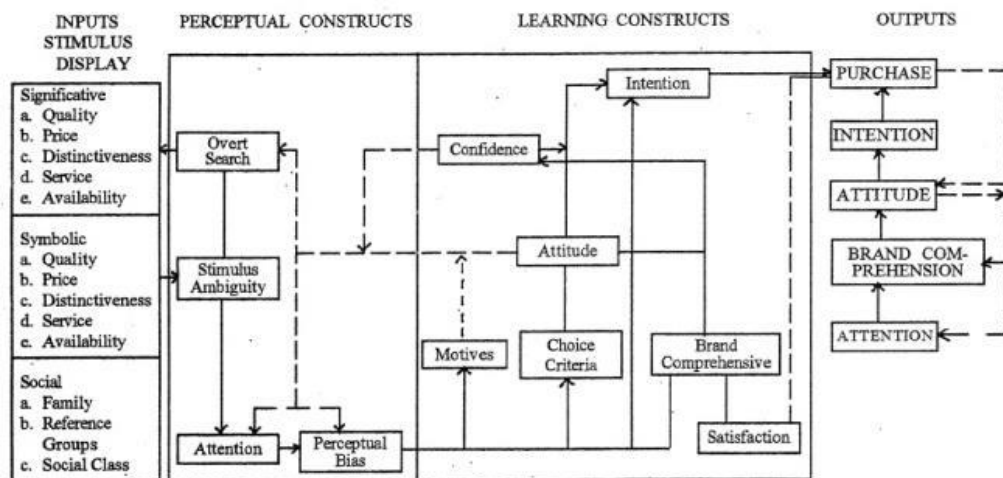 INPUTS
STIMULUS
DISPLAY
PERCEPTUAL CONSTRUCTS
LEARNING CONSTRUCTS
OUTPUTS
Significative
a. Quality
b. Price
c. Distinctiveness
d. Service
e. Availability
Symbolic
a. Quality
b. Price
c. Distinctiveness
d. Service
e. Availability
Social
a. Family
b. Reference
Groups
c. Social Class
Overt
Search
Stimulus
Ambiguity
Attention
Perceptual
Bias
Intention
Confidence
Attitude
Motives
Choice
Criteria
Brand
Comprehensive
Satisfaction
PURCHASE
INTENTION
ATTITUDE
BRAND COM-
PREHENSION
ATTENTION